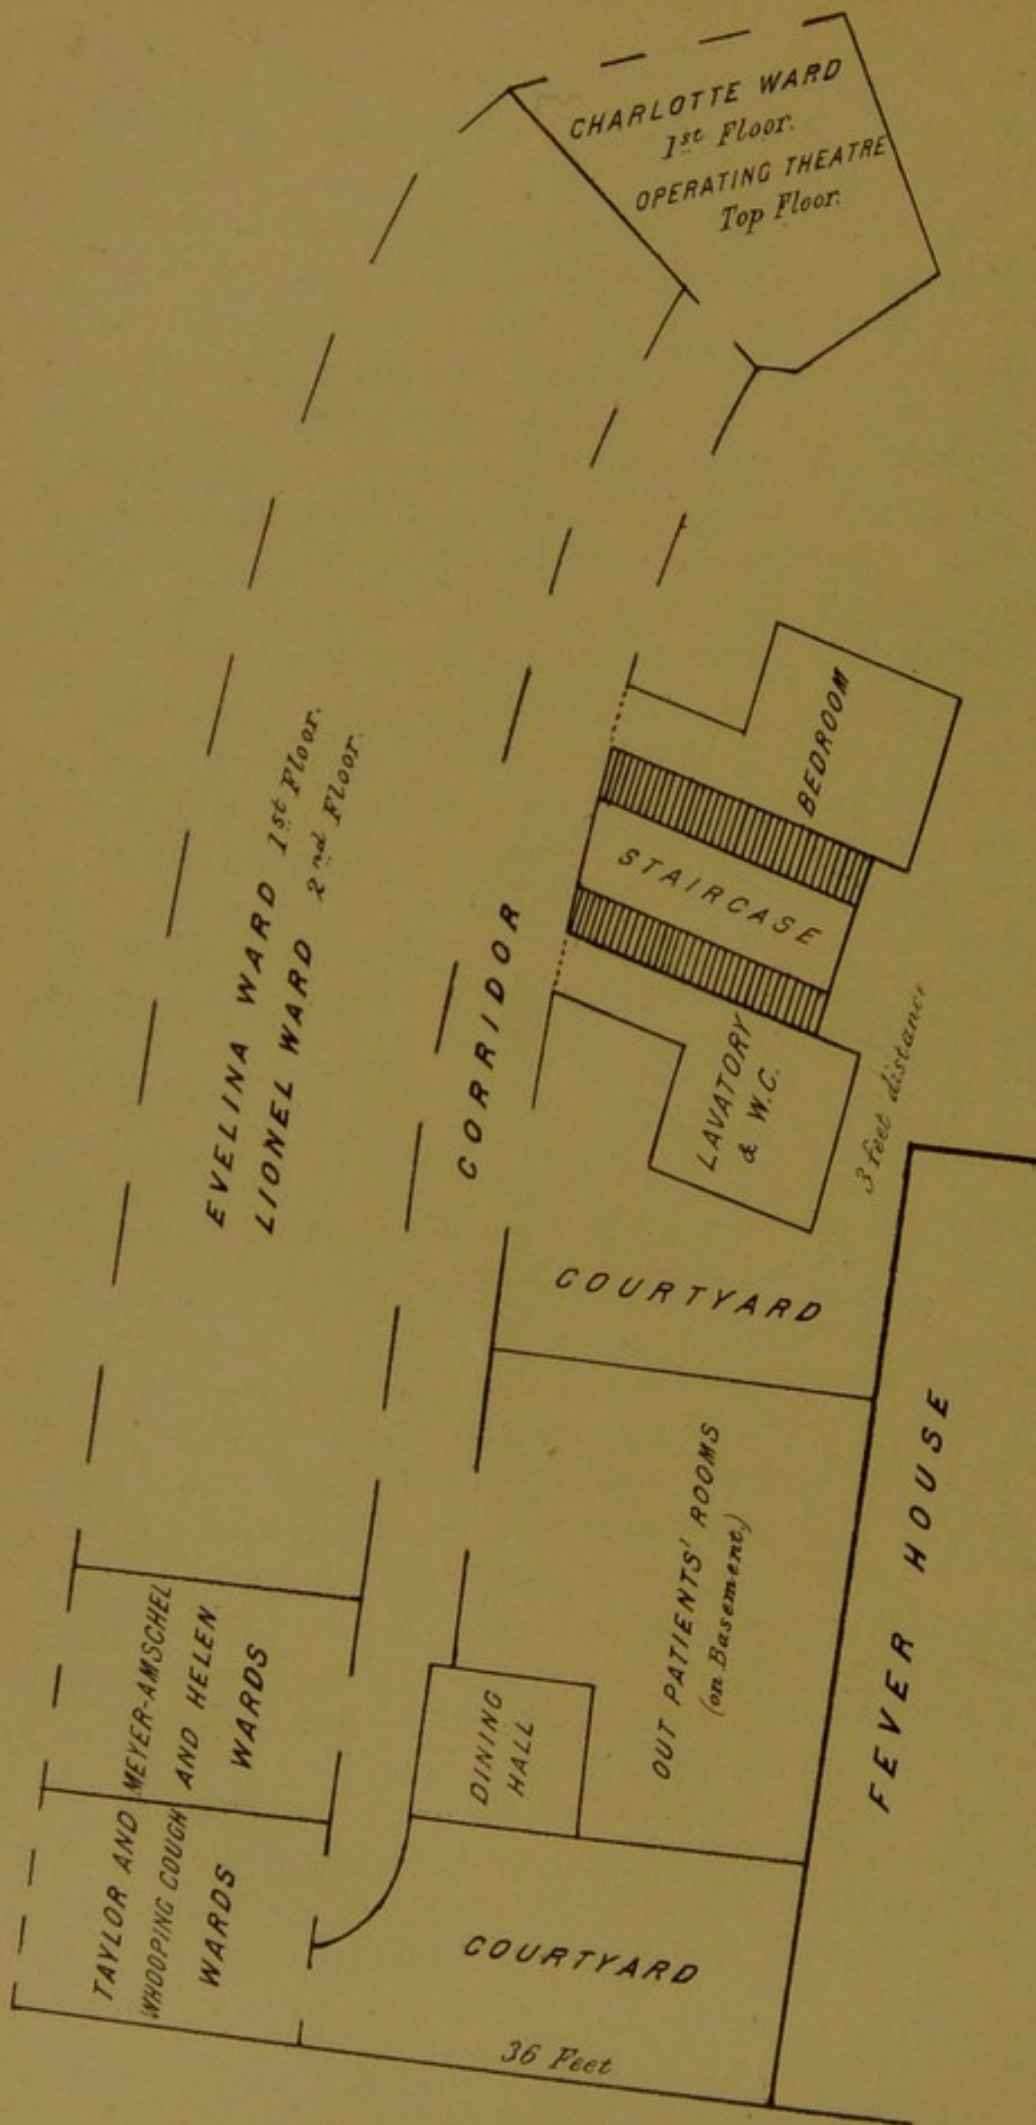 CHARLOTTE WARD
1st Floor.
OPERATING THEATRE
Top Floor.
EVELINA WARD 1st Floor.
LIONEL WARD 2nd Floor.
CORRIDOR
BEDROOM
STAIRCASE
LAVATORY
& W.C.
3 feet distance
COURTYARD
OUT PATIENTS' ROOMS
(on Basement,)
FEVER HOUSE
MEYER-AMSCHEL
AND HELEN
WARDS
DINING
HALL
TAYLOR AND
WHOOPING COUGH
WARDS
COURTYARD
36 Feet